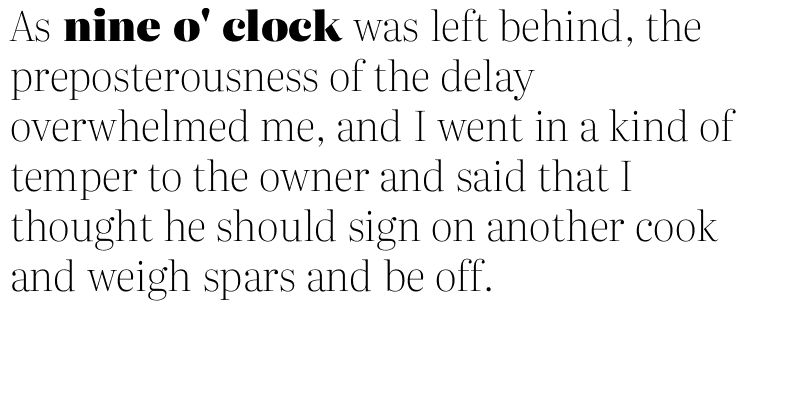 As nine o' clock was left behind, the
preposterousness of the delay
overwhelmed me, and I went in a kind of
temper to the owner and said that I
thought he should sign on another cook
and weigh spars and be off.